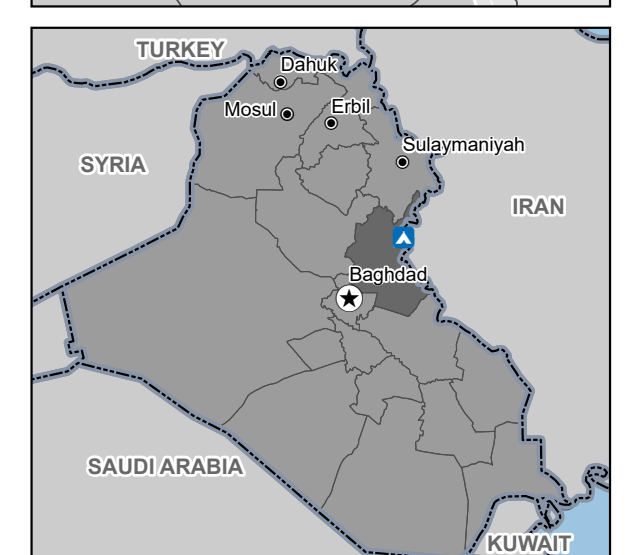 TURKEY
Dahuk
Mosul
Erbil
Sulaymaniyah
SYRIA
IRAN
Baghdad
SAUDI ARABIA
KUWAIT